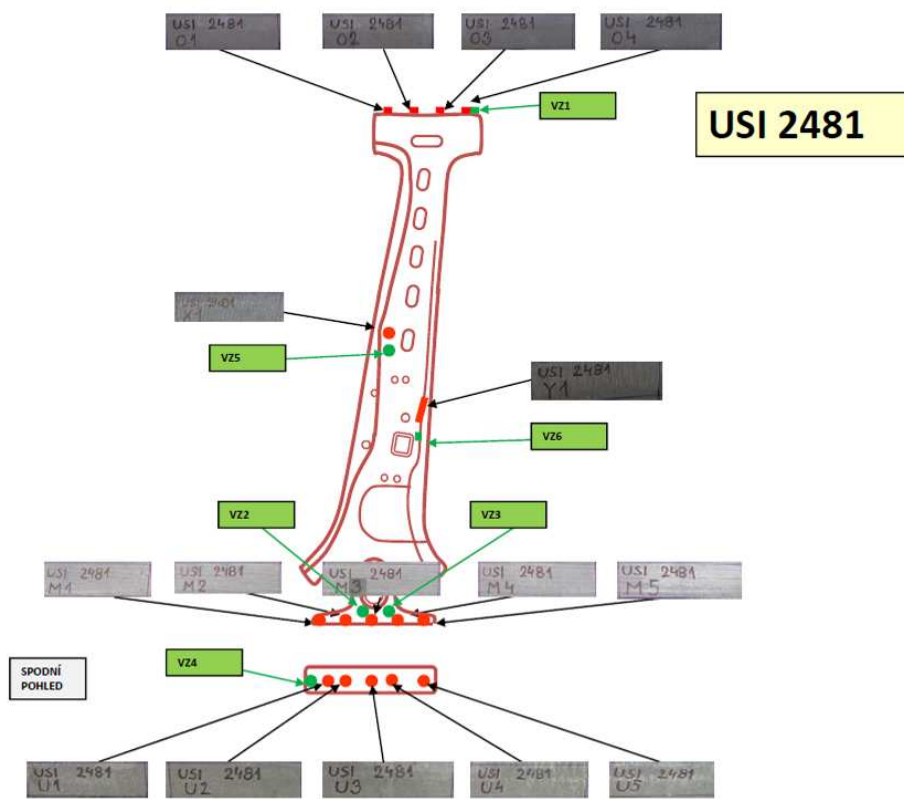 USI 2481
O1
USI 2481
O2
USI 2481
O3
USI 2481
O4
VZ1
USI 2481
USI 2481
X1
VZ5
USI 2481
Y1
VZ6
VZ2
VZ3
USI 2481
M1
USI 2481
M2
USI 2481
M3
USI 2481
M4
USI 2481
M5
VZ4
SPODNÍ
POHLED
USI 2481
U1
USI 2481
U2
USI 2481
U3
USI 2481
U4
USI 2481
U5